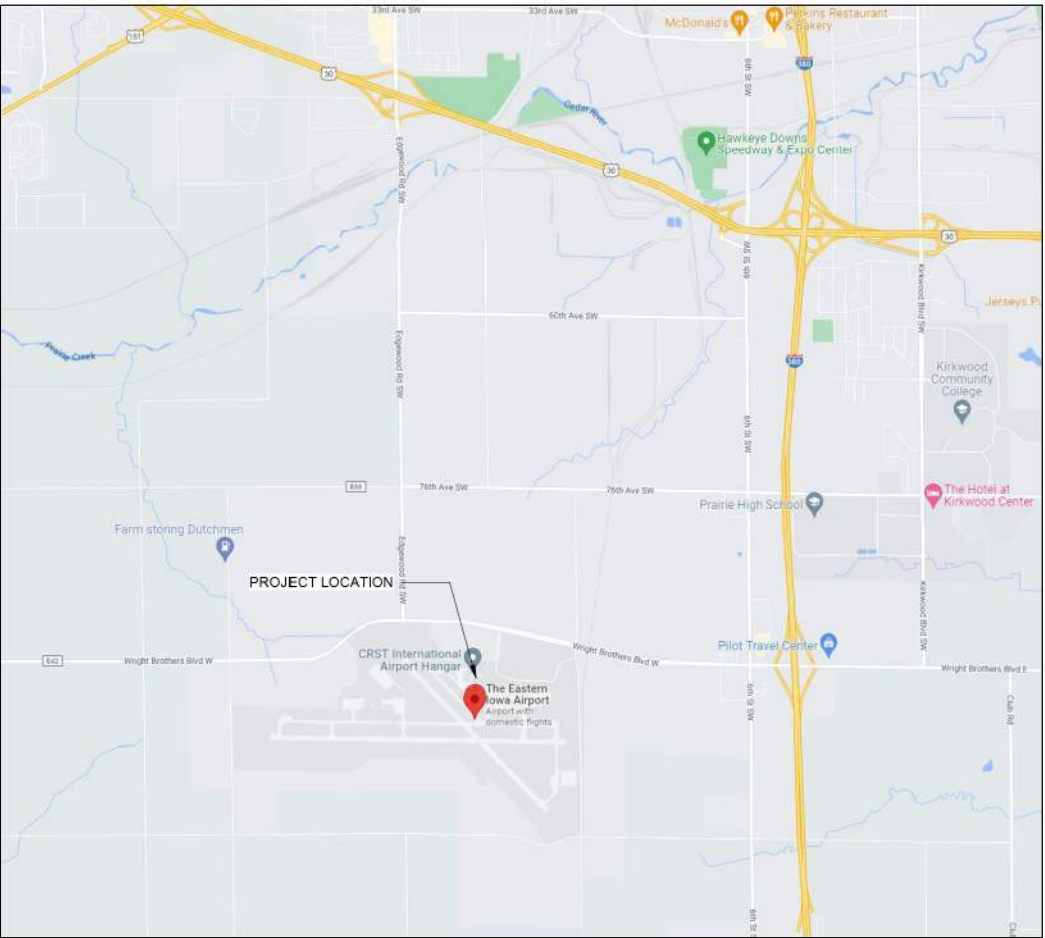 33rd Ave SW
33rd Ave SW
McDonald's
Perkins Restaurant
& Bakery
151
30
380
6th St SW
Cedar River
Hawkeye Downs
Speedway & Expo Center
Edgewood Rd SW
30
30
6th St SW
Kirkwood Blvd SW
Jerseys
60th Ave SW
Prairie Creek
Edgewood Rd SW
380
Kirkwood
Community
College
6th St SW
76th Ave SW
76th Ave SW
Prairie High School
The Hotel at
Kirkwood Center
Farm storing Dutchmen
Edgewood Rd SW
PROJECT LOCATION
Kirkwood Blvd SW
CRST International
Airport Hangar
Wright Brothers Blvd W
Pilot Travel Center
Wright Brothers Blvd W
Wright Brothers Blvd E
The Eastern
Iowa Airport
Airport with
domestic flights
6th St SW
Club Rd
6th St